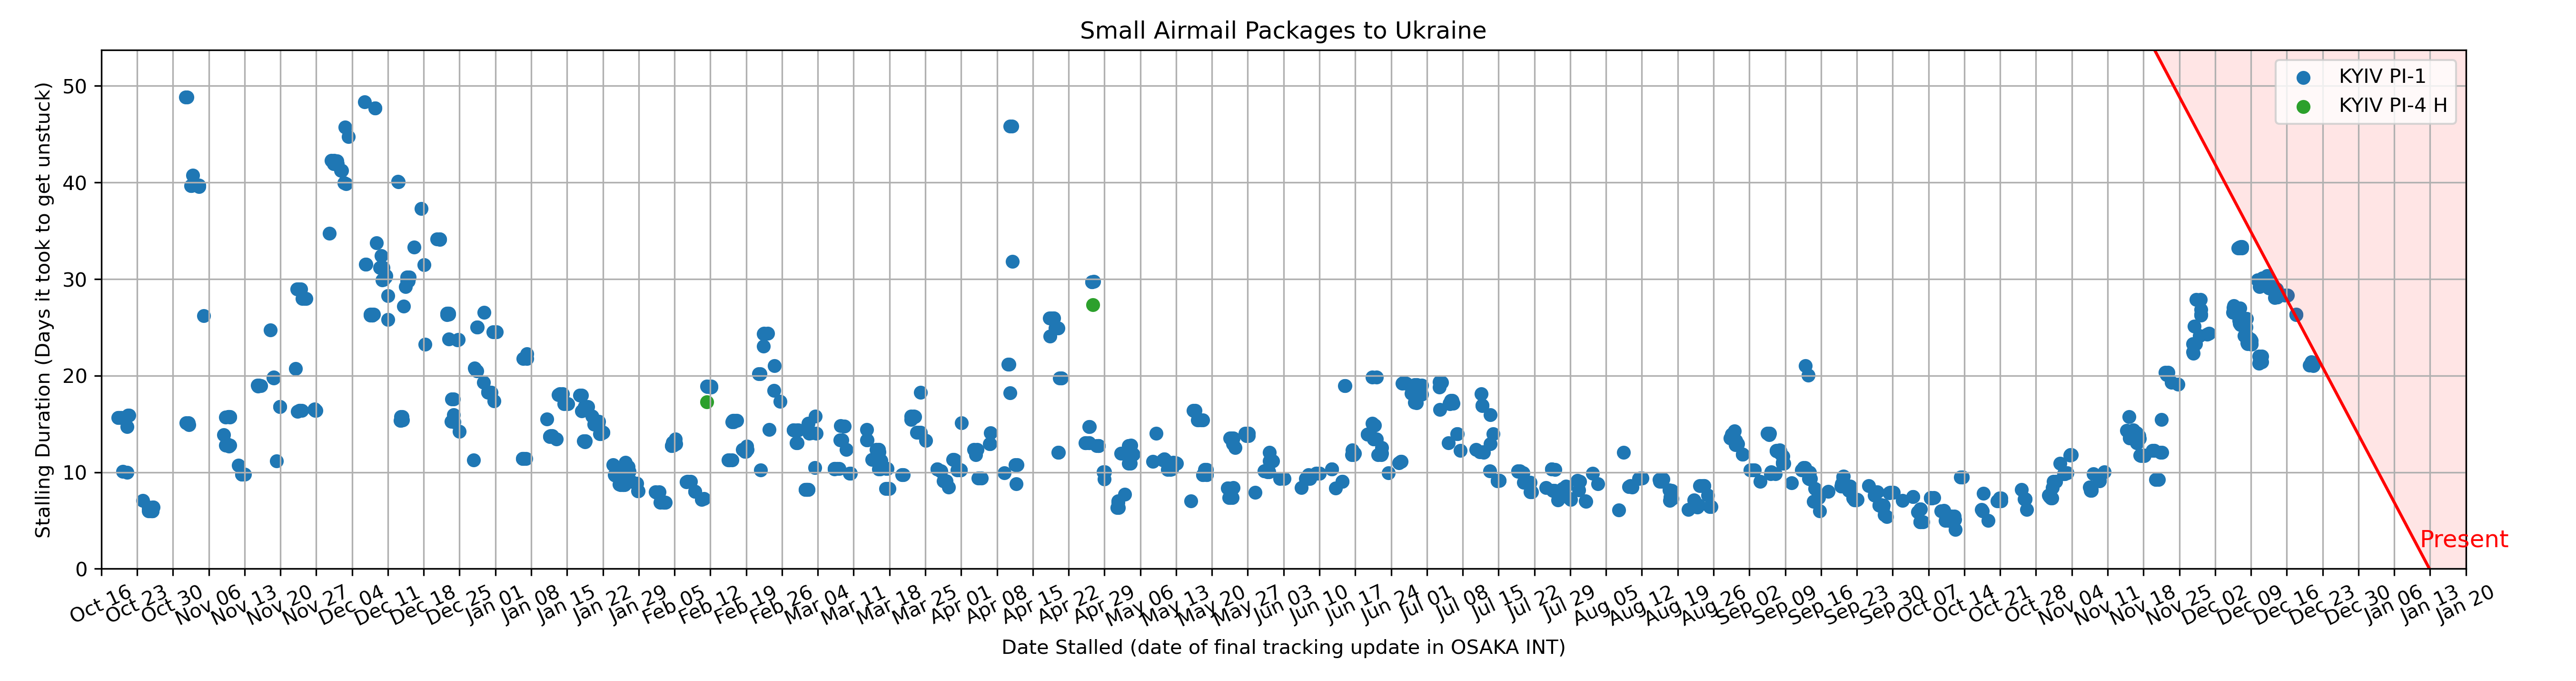 Small Airmail Packages to Ukraine
KYIV PI-1
KYIV PI-4 H
Present
Stalling Duration (Days it took to get unstuck)
50
40
30
20
10
0
Oct 16 Oct 23 Oct 30 Nov 06 Nov 13 Nov 20 Nov 27 Dec 04 Dec 11 Dec 18 Dec 25 Jan 01 Jan 08 Jan 15 Jan 22 Jan 29 Feb 05 Feb 12 Feb 19 Feb 26 Mar 04 Mar 11 Mar 18 Mar 25 Apr 01 Apr 08 Apr 15 Apr 22 Apr 29 May 06 May 13 May 20 May 27 Jun 03 Jun 10 Jun 17 Jun 24 Jul 01 Jul 08 Jul 15 Jul 22 Jul 29 Aug 05 Aug 12 Aug 19 Aug 26 Sep 02 Sep 09 Sep 16 Sep 23 Sep 30 Oct 07 Oct 14 Oct 21 Oct 28 Nov 04 Nov 11 Nov 18 Nov 25 Dec 02 Dec 09 Dec 16 Dec 23 Dec 30 Jan 06 Jan 13 Jan 20
Date Stalled (date of final tracking update in OSAKA INT)